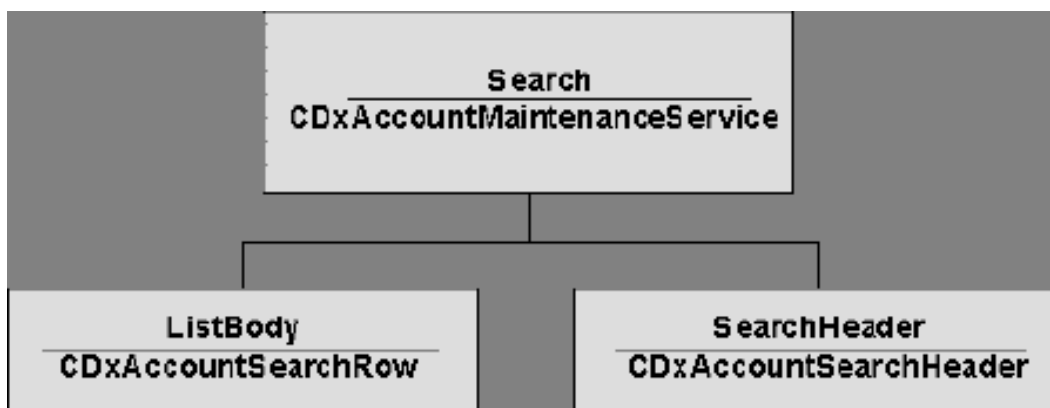 Search
CDxAccountMaintenanceService
ListBody
CDxAccountSearchRow
SearchHeader
CDxAccountSearchHeader